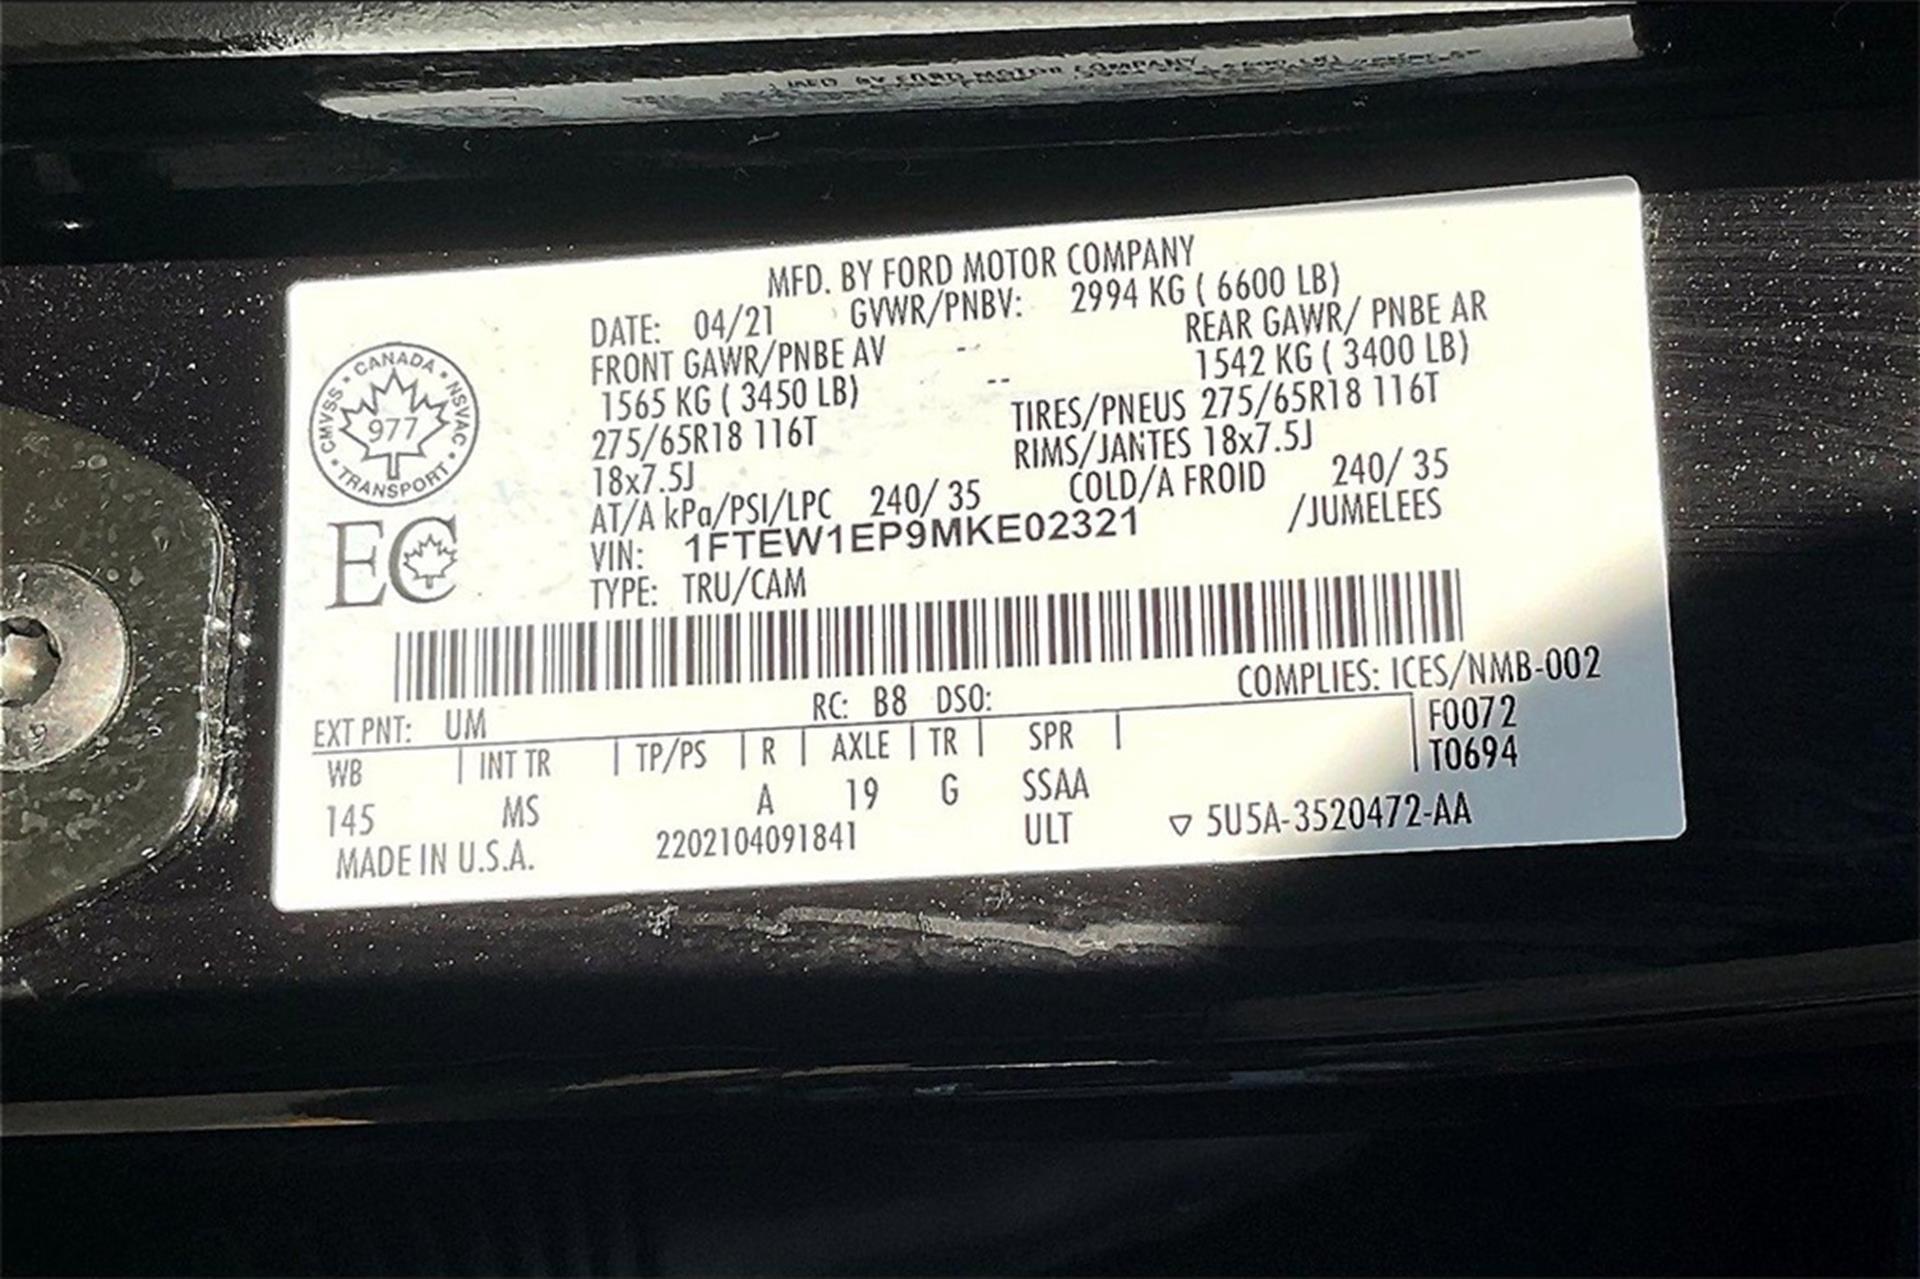 MFD. BY FORD MOTOR COMPANY
MFD. BY FORD MOTOR COMPANY
DATE: 04/21 GVWR/PNBV: 2994 KG ( 6600 LB)
FRONT GAWR/PNBE AV -- REAR GAWR/ PNBE AR
1565 KG ( 3450 LB) -- 1542 KG ( 3400 LB)
275/65R18 116T TIRES/PNEUS 275/65R18 116T
18x7.5J RIMS/JANTES 18x7.5J
AT/A kPa/PSI/LPC 240/ 35 COLD/A FROID 240/ 35
VIN: 1FTEW1EP9MKE02321 /JUMELEES
TYPE: TRU/CAM
CANADA • NSVAC • TRANSPORT • CMVSS •
977
EC
COMPLIES: ICES/NMB-002
EXT PNT: UM RC: B8 DSO: F0072
WB | INT TR | TP/PS | R | AXLE | TR | SPR | | T0694
145 MS A 19 G SSAA
MADE IN U.S.A. 2202104091841 ULT ▽ 5U5A-3520472-AA